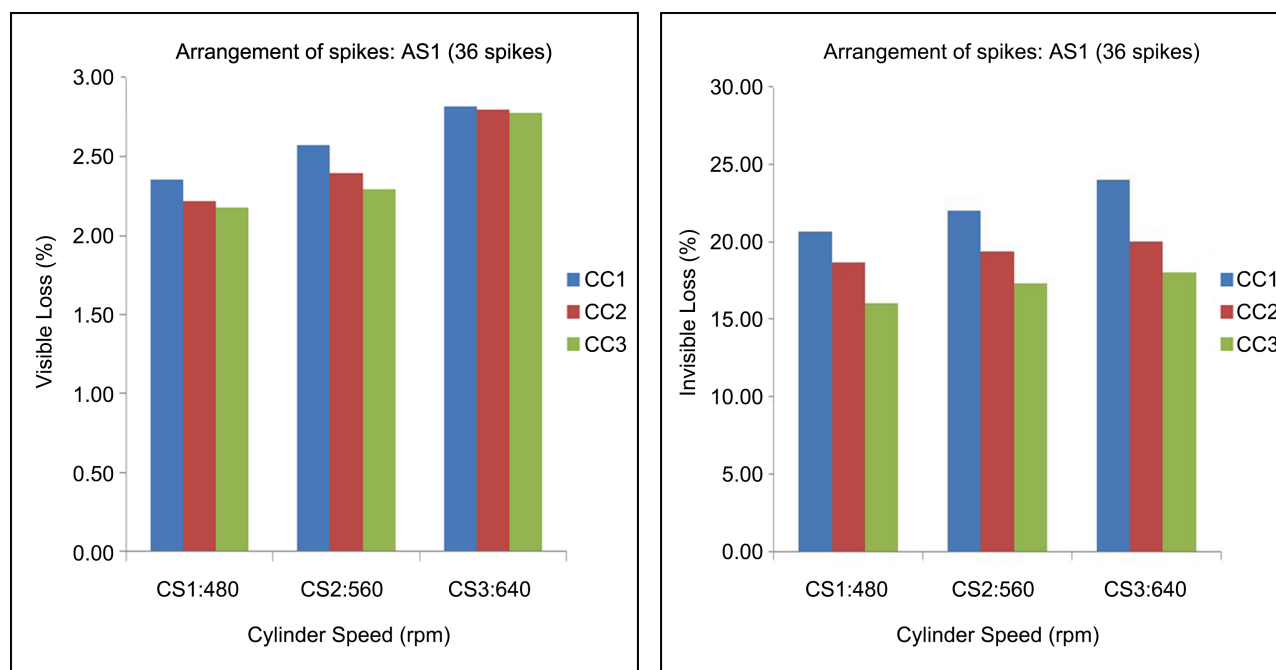 Arrangement of spikes: AS1 (36 spikes)
3.00
2.50
2.00
1.50
1.00
0.50
0.00
Visible Loss (%)
CC1
CC2
CC3
CS1:480 CS2:560 CS3:640
Cylinder Speed (rpm)
Arrangement of spikes: AS1 (36 spikes)
30.00
25.00
20.00
15.00
10.00
5.00
0.00
Invisible Loss (%)
CC1
CC2
CC3
CS1:480 CS2:560 CS3:640
Cylinder Speed (rpm)